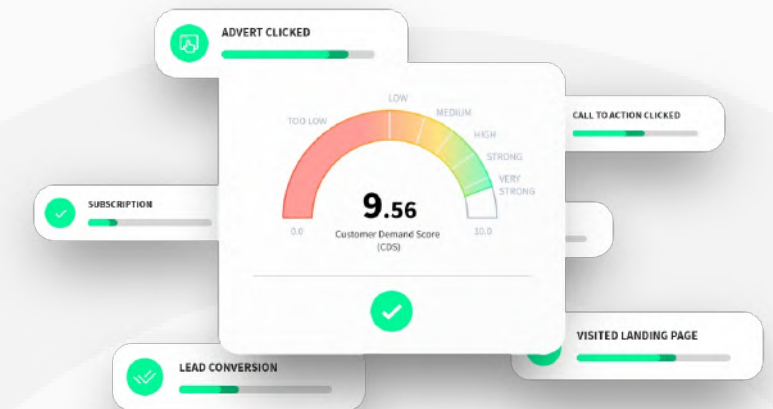 ADVERT CLICKED
LOW
TOO LOW
MEDIUM
HIGH
STRONG
VERY
STRONG
9.56
0.0
Customer Demand Score
(CDS)
10.0
CALL TO ACTION CLICKED
SUBSCRIPTION
VISITED LANDING PAGE
LEAD CONVERSION